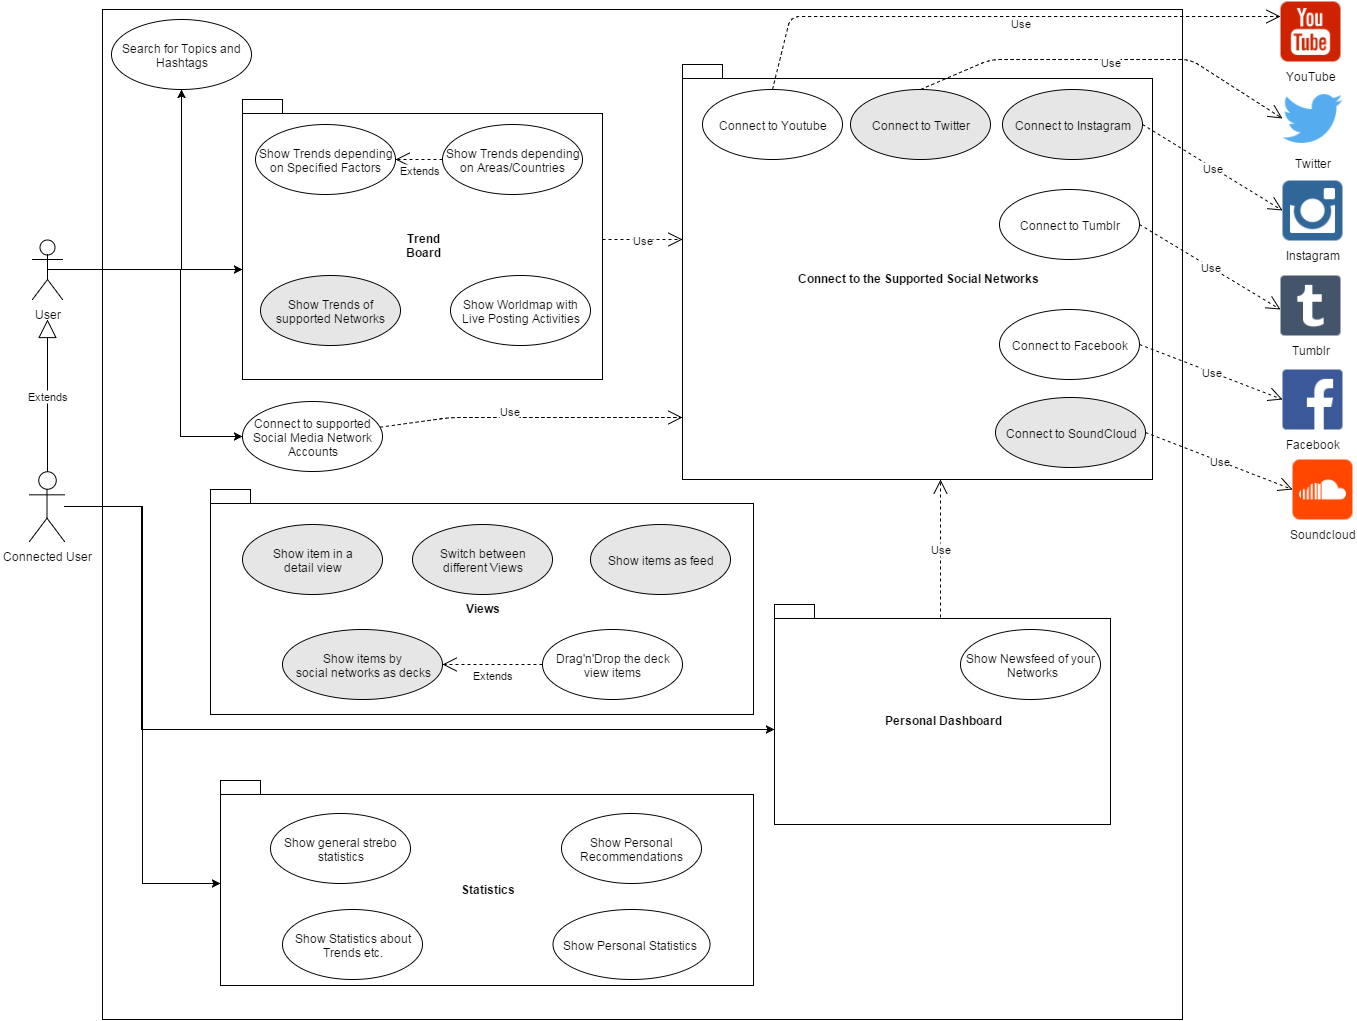 Search for Topics and
Hashtags
Use
You
Tube
YouTube
Use
Twitter
Connect to Youtube
Connect to Twitter
Connect to Instagram
Use
Instagram
Show Trends depending
on Specified Factors
Extends
Show Trends depending
on Areas/Countries
Trend
Board
Use
Connect to Tumblr
Use
t
Tumblr
Connect to the Supported Social Networks
Show Trends of
supported Networks
Show Worldmap with
Live Posting Activities
User
Extends
Connect to Facebook
Use
f
Facebook
Connect to supported
Social Media Network
Accounts
Use
Connect to SoundCloud
Use
Soundcloud
Connected User
Show item in a
detail view
Switch between
different Views
Show items as feed
Views
Use
Show items by
social networks as decks
Extends
Drag'n'Drop the deck
view items
Show Newsfeed of your
Networks
Personal Dashboard
Show general strebo
statistics
Show Personal
Recommendations
Statistics
Show Statistics about
Trends etc.
Show Personal Statistics